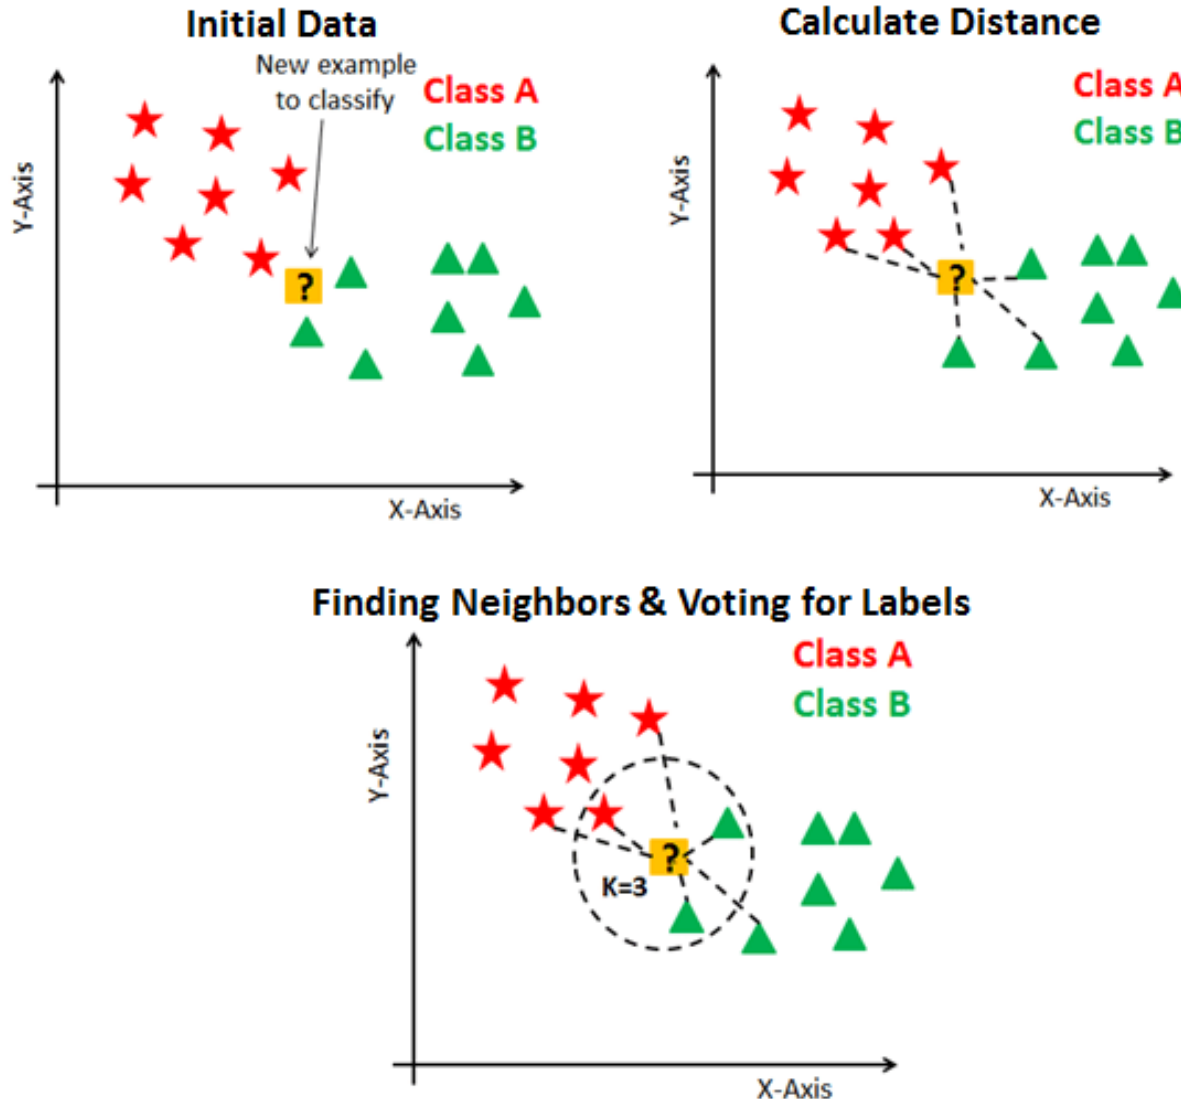 Initial Data
New example
to classify
Class A
Class B
?
Y-Axis
X-Axis
Calculate Distance
Class A
Class B
?
Y-Axis
X-Axis
Finding Neighbors & Voting for Labels
Class A
Class B
?
K=3
Y-Axis
X-Axis